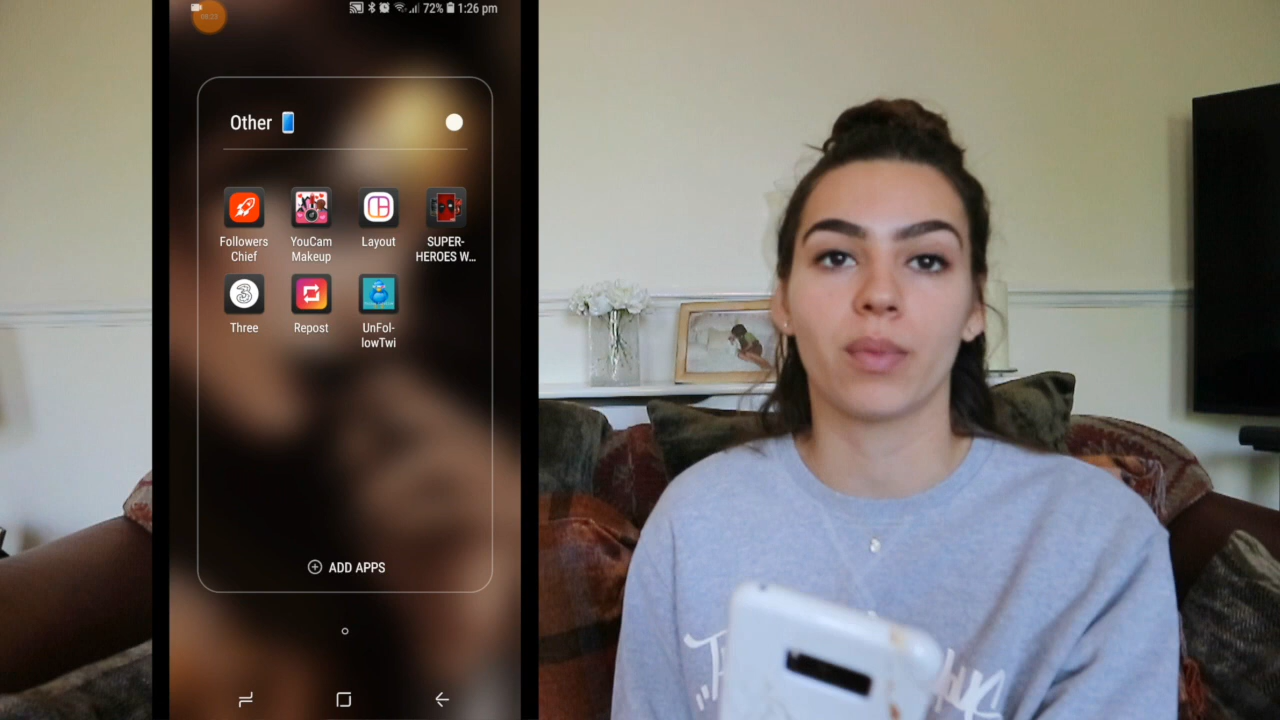 72% 1:26 pm
Other
Followers
Chief
YouCam
Makeup
Layout
SUPER-
HEROES W...
Three
Repost
UnFol-
lowTwi
ADD APPS